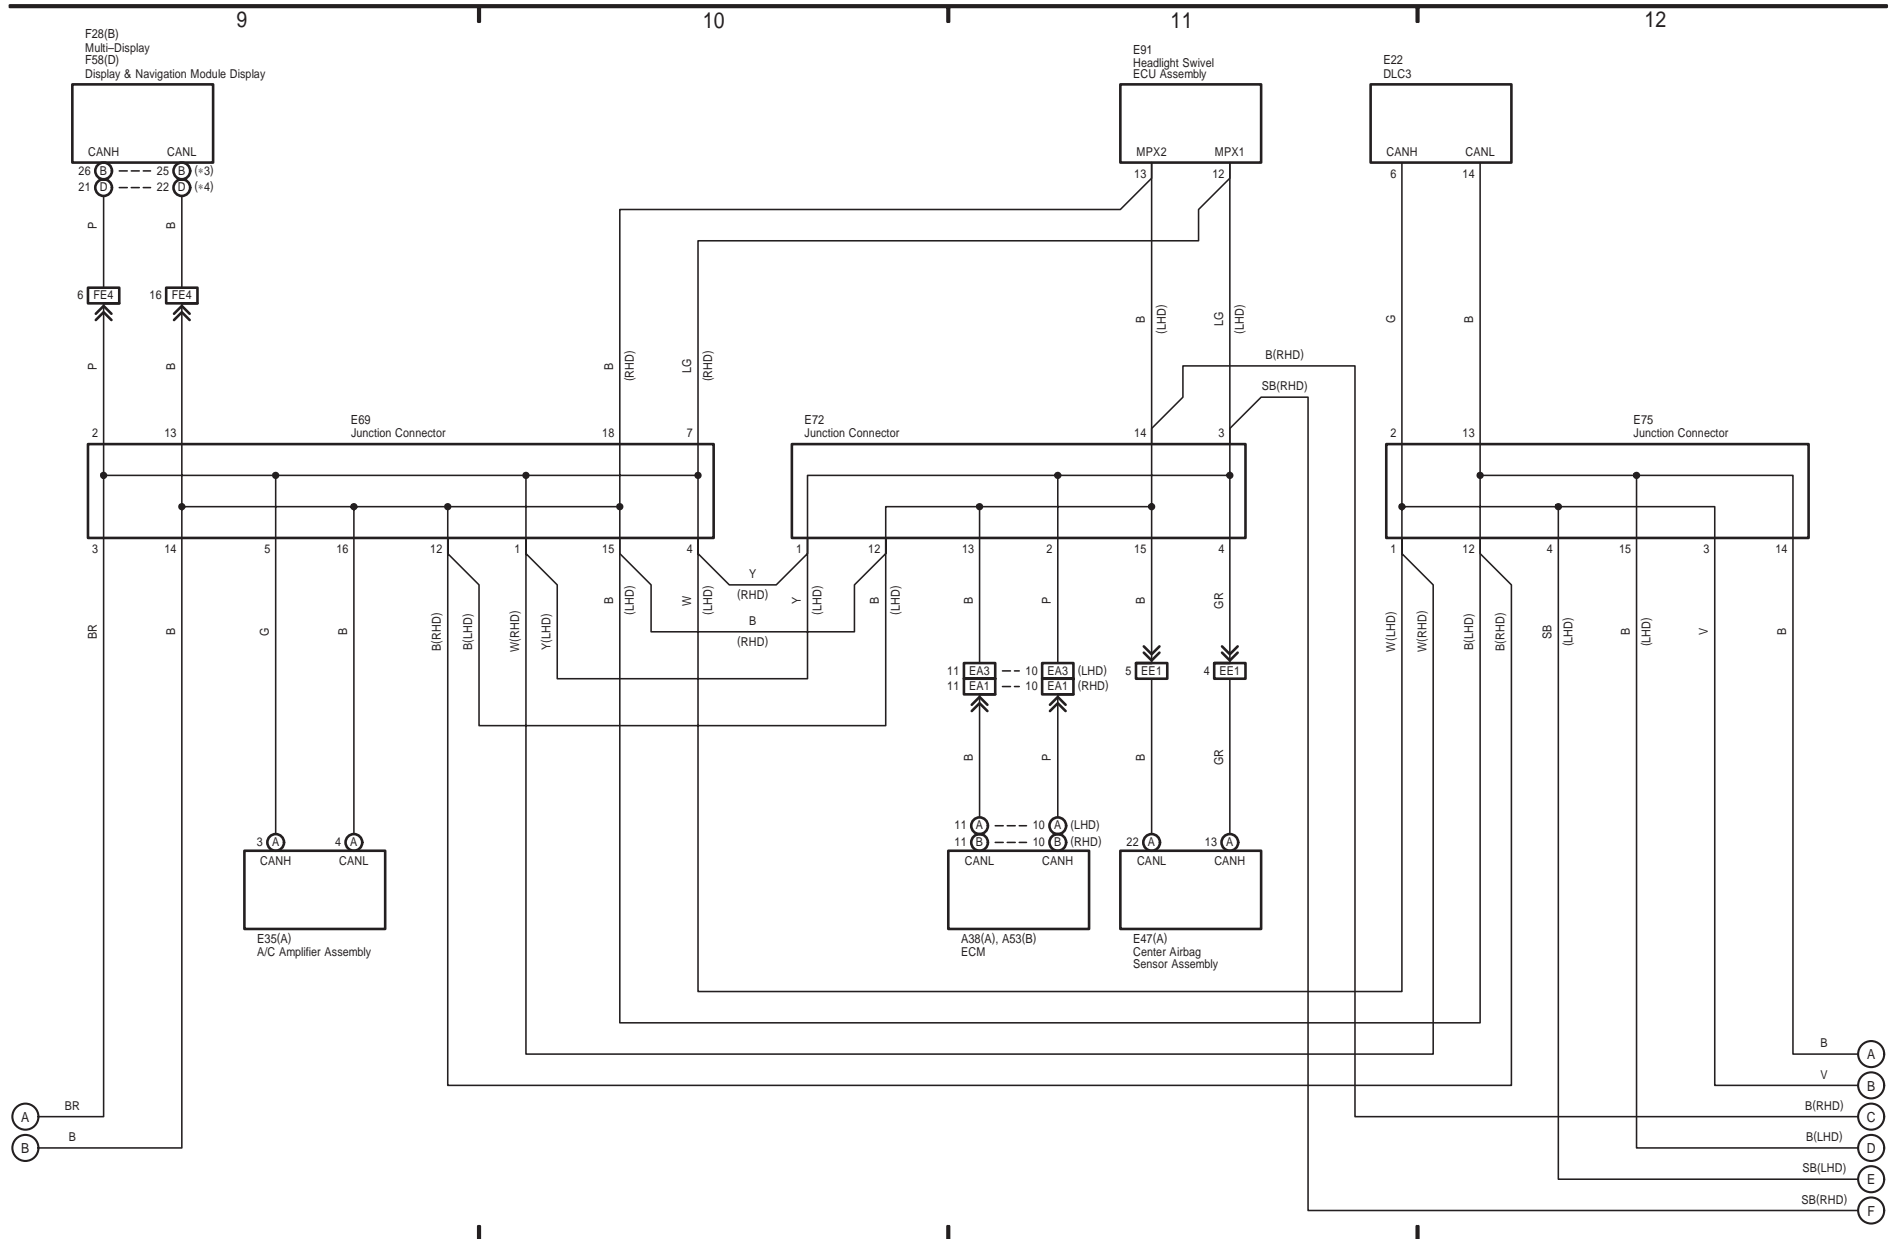 9 10 11 12
F28(B)
Multi–Display
F58(D)
Display & Navigation Module Display
E91
Headlight Swivel
ECU Assembly
E22
DLC3
CANH CANL
MPX2 MPX1
CANH CANL
26 B 25 B (*3)
21 D 22 D (*4)
13 12
6 14
P B
6 FE4 16 FE4
B (LHD) LG (LHD)
G B
P B
B (RHD) LG (RHD)
B(RHD)
SB(RHD)
E69
Junction Connector
E72
Junction Connector
E75
Junction Connector
2 13 18 7
14 3
2 13
3 14 5 16 12 1 15 4
1 12 13 2 15 4
1 12 4 15 3 14
Y
(RHD)
B
(RHD)
BR B G B B(RHD) B(LHD) W(RHD) Y(LHD) B (LHD) W (LHD) Y (LHD) B (LHD)
B P B GR
W(LHD) W(RHD) B(LHD) B(RHD) SB (LHD) B (LHD) V B
11 EA3 10 EA3 (LHD)
11 EA1 10 EA1 (RHD)
5 EE1 4 EE1
B P B GR
11 A 10 A (LHD)
11 B 10 B (RHD)
3 A 4 A
22 A 13 A
CANH CANL
CANL CANH
CANL CANH
E35(A)
A/C Amplifier Assembly
A38(A), A53(B)
ECM
E47(A)
Center Airbag
Sensor Assembly
BR
A
B
B
B
A
V
B
B(RHD)
C
B(LHD)
D
SB(LHD)
E
SB(RHD)
F